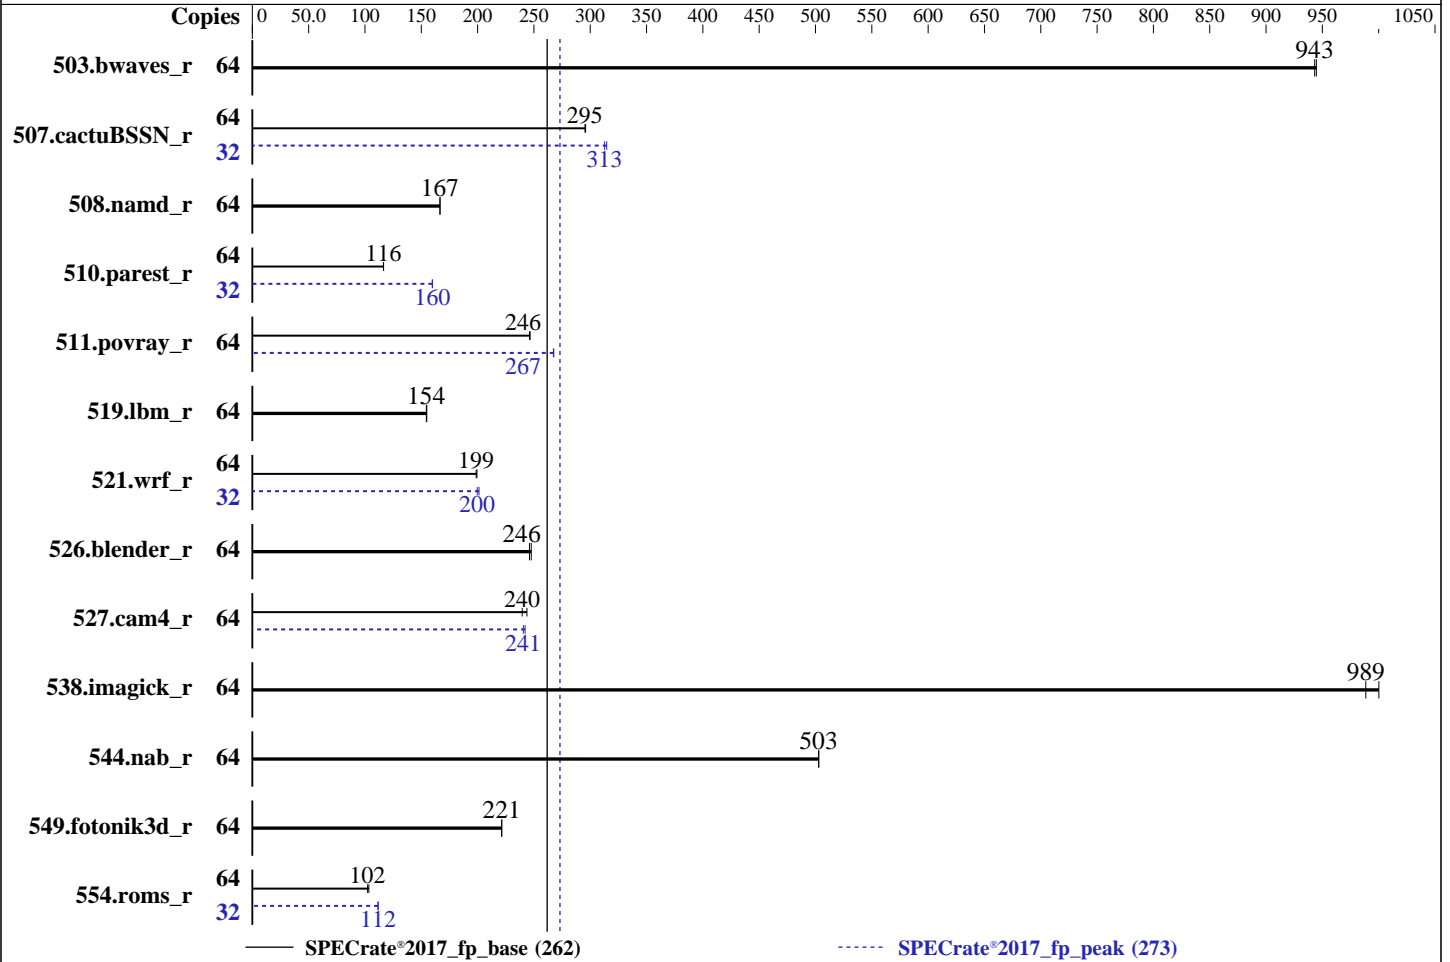 Copies 0 50.0 100 150 200 250 300 350 400 450 500 550 600 650 700 750 800 850 900 950 1050
503.bwaves_r 64 943
507.cactuBSSN_r 64 295
32 313
508.namd_r 64 167
510.parest_r 64 116
32 160
511.povray_r 64 246
267
519.lbm_r 64 154
521.wrf_r 64 199
32 200
526.blender_r 64 246
527.cam4_r 64 240
241
538.imagick_r 64 989
544.nab_r 64 503
549.fotonik3d_r 64 221
554.roms_r 64 102
32 112
SPECrate®2017_fp_base (262) SPECrate®2017_fp_peak (273)